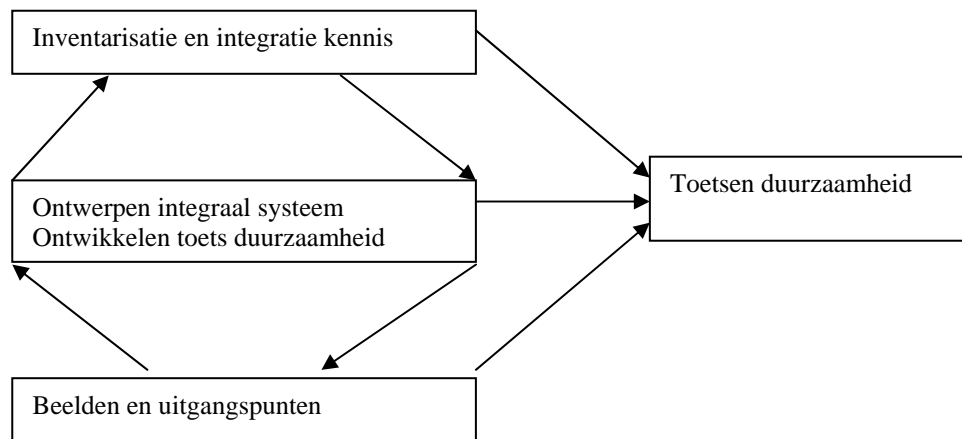 Inventarisatie en integratie kennis
Ontwerpen integraal systeem
Ontwikkelen toets duurzaamheid
Toetsen duurzaamheid
Beelden en uitgangspunten